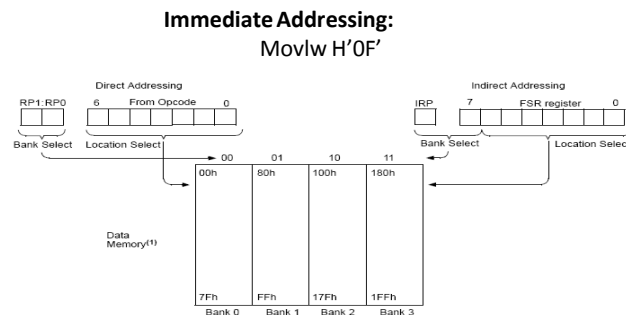 Immediate Addressing:
Movlw H'0F'
Direct Addressing
Indirect Addressing
RP1:RP0 6 From Opcode 0
IRP 7 FSR register 0
Bank Select Location Select
Bank Select Location Selec
00 01 10 11
00h 80h 100h 180h
Data
Memory(1)
7Fh FFh 17Fh 1FFh
Bank 0 Bank 1 Bank 2 Bank 3